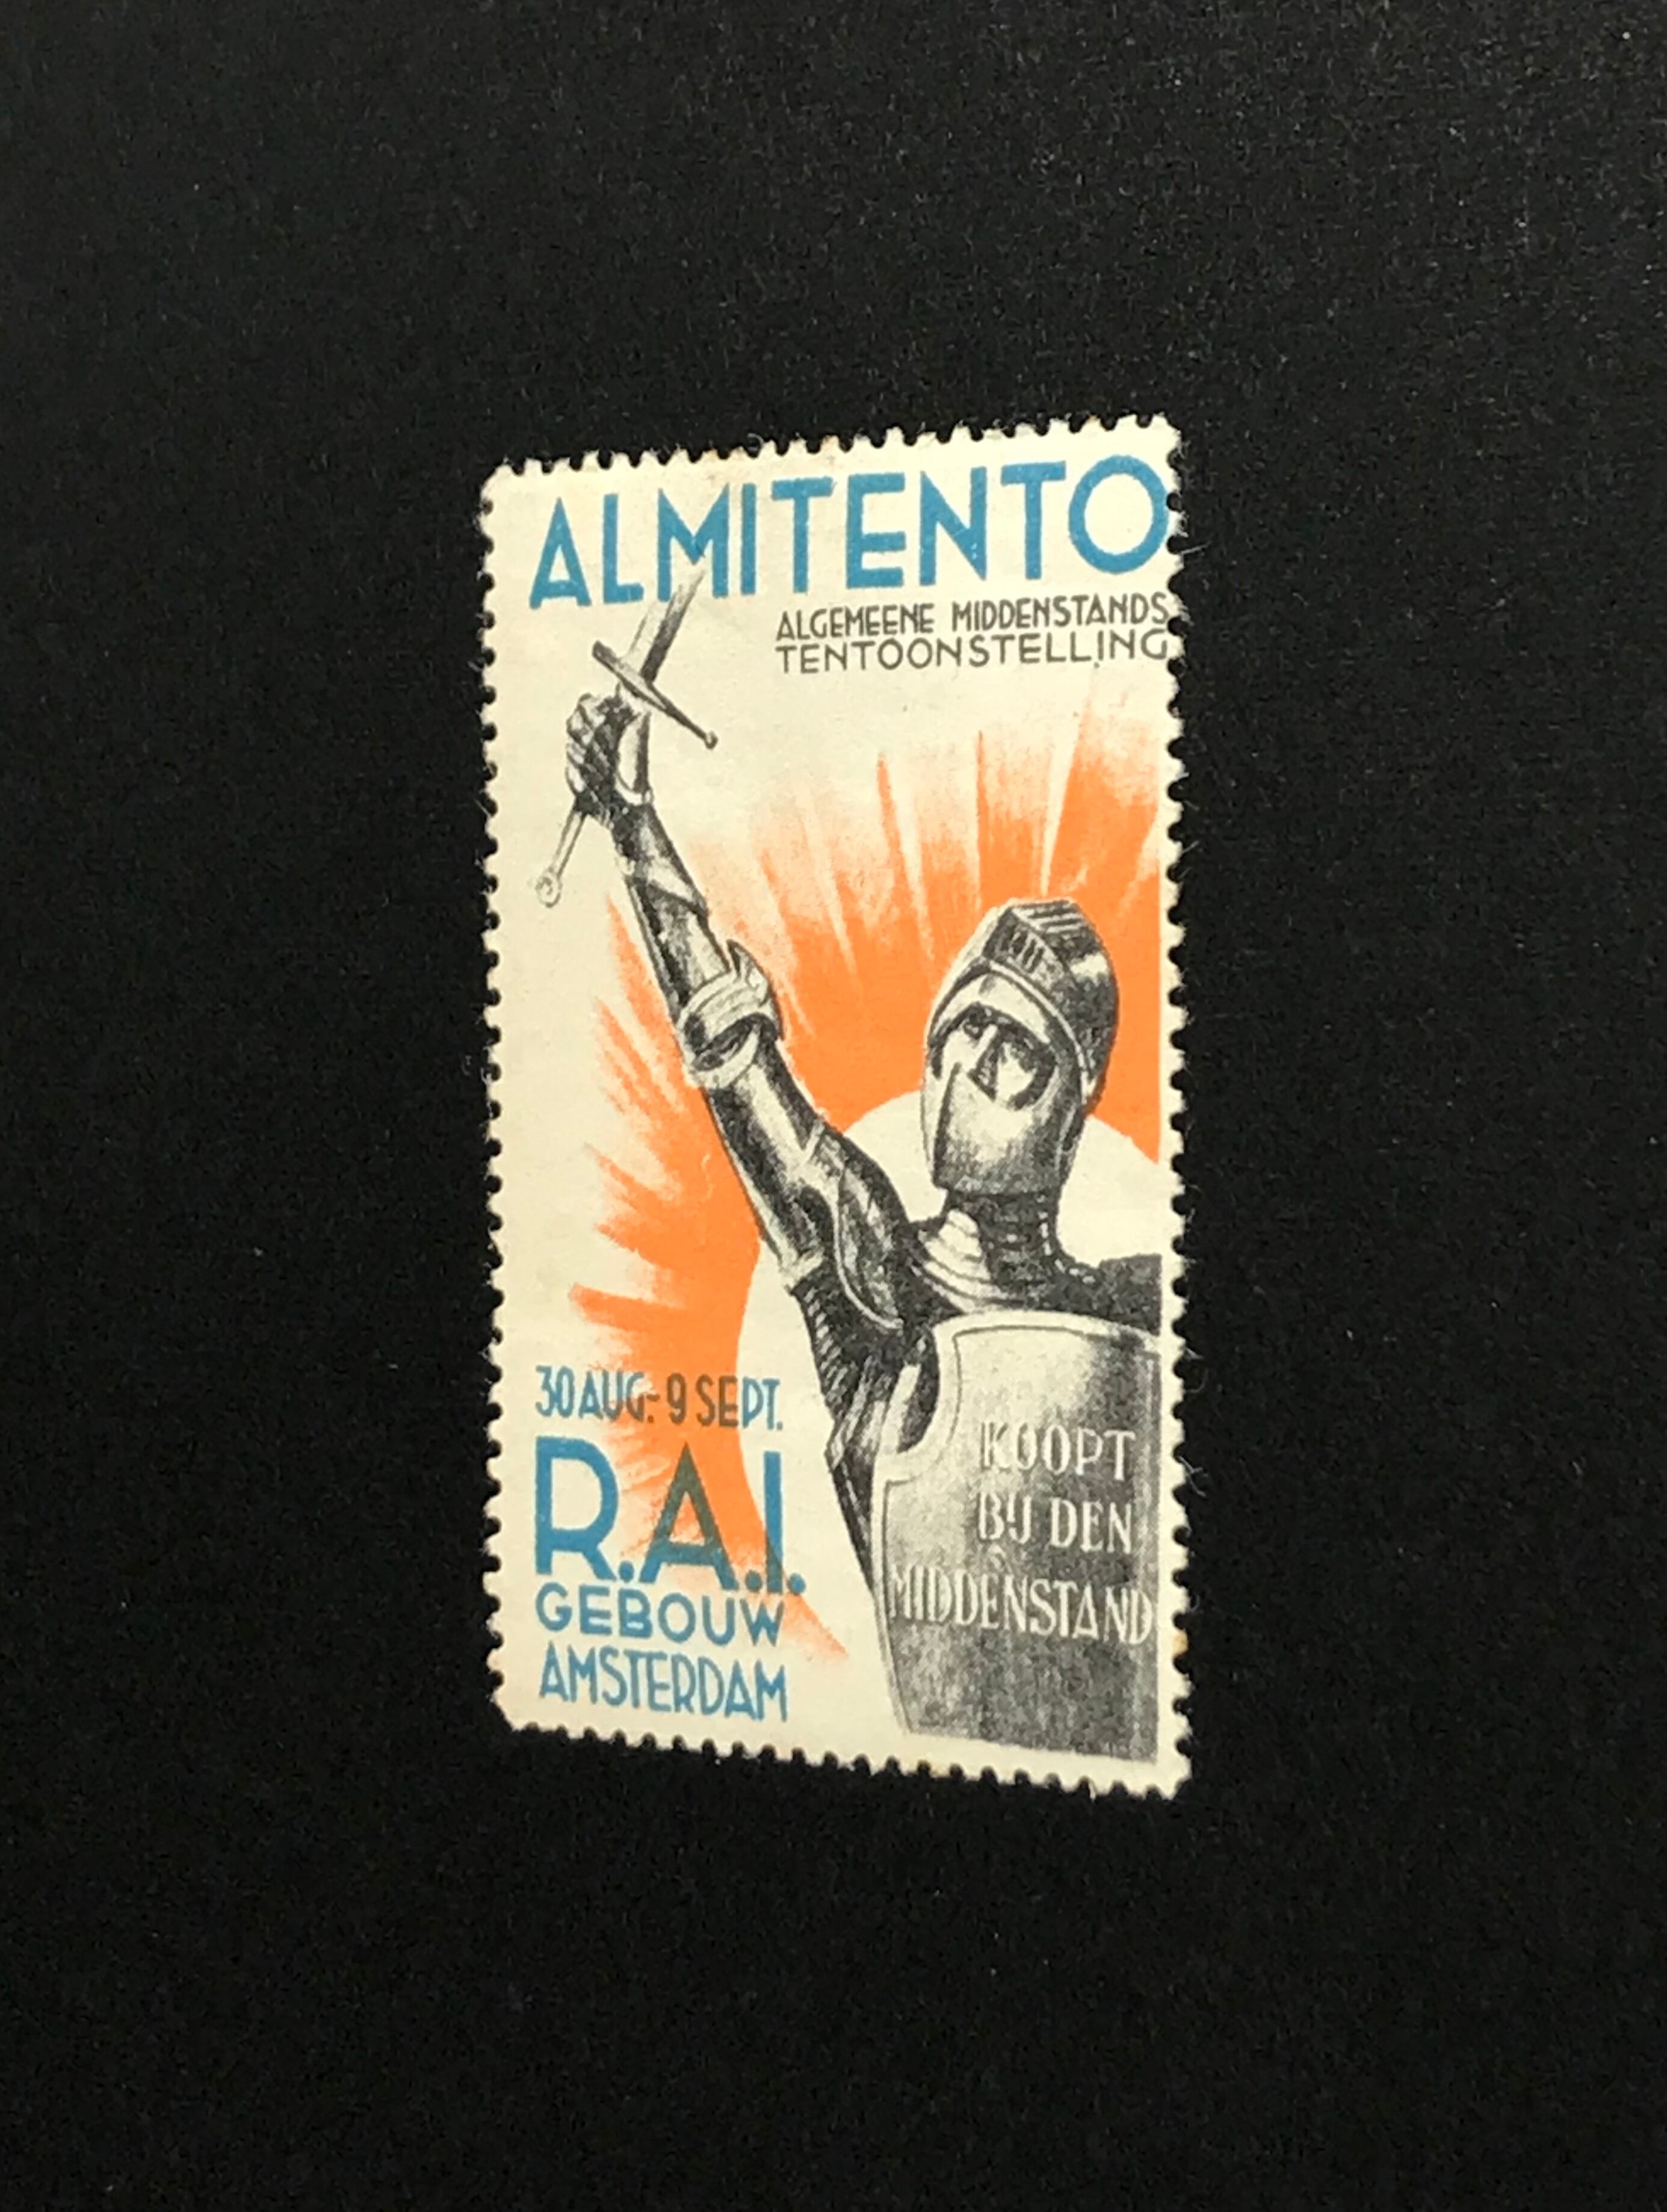 ALMITENTO
ALGEMEENE MIDDENSTANDS
TENTOONSTELLING
30 AUG.-9 SEPT.
R.A.I.
GEBOUW
AMSTERDAM
KOOPT
BIJ DEN
MIDDENSTAND